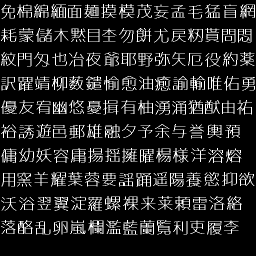 免棉綿緬面麺摸模茂妄孟毛猛盲網
耗蒙儲木黙目杢勿餅尤戻籾貰問悶
紋門匁也冶夜爺耶野弥矢厄役約薬
訳躍靖柳薮鑓愉愈油癒諭輸唯佑優勇
友宥幽悠憂揖有柚湧涌猶猷由祐
裕誘遊邑郵雄融夕予余与誉輿預
傭幼妖容庸揚揺擁曜楊様洋溶熔
用窯羊耀葉蓉要謡踊遥陽養慾抑欲
沃浴翌翼淀羅螺裸来莱頼雷洛絡
落酪乱卵嵐欄濫藍蘭覧利吏履李